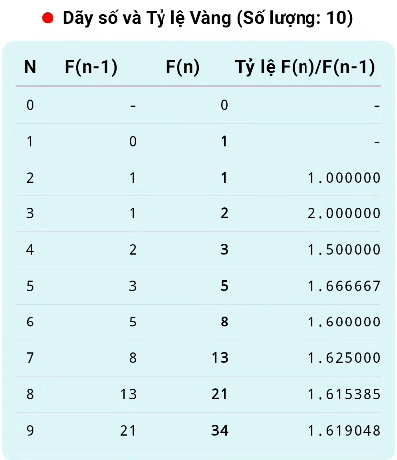 Dãy số và Tỷ lệ Vàng (Số lượng: 10)
N F(n-1) F(n) Tỷ lệ F(n)/F(n-1)
0 – 0 –
1 0 1 –
2 1 1 1.000000
3 1 2 2.000000
4 2 3 1.500000
5 3 5 1.666667
6 5 8 1.600000
7 8 13 1.625000
8 13 21 1.615385
9 21 34 1.619048